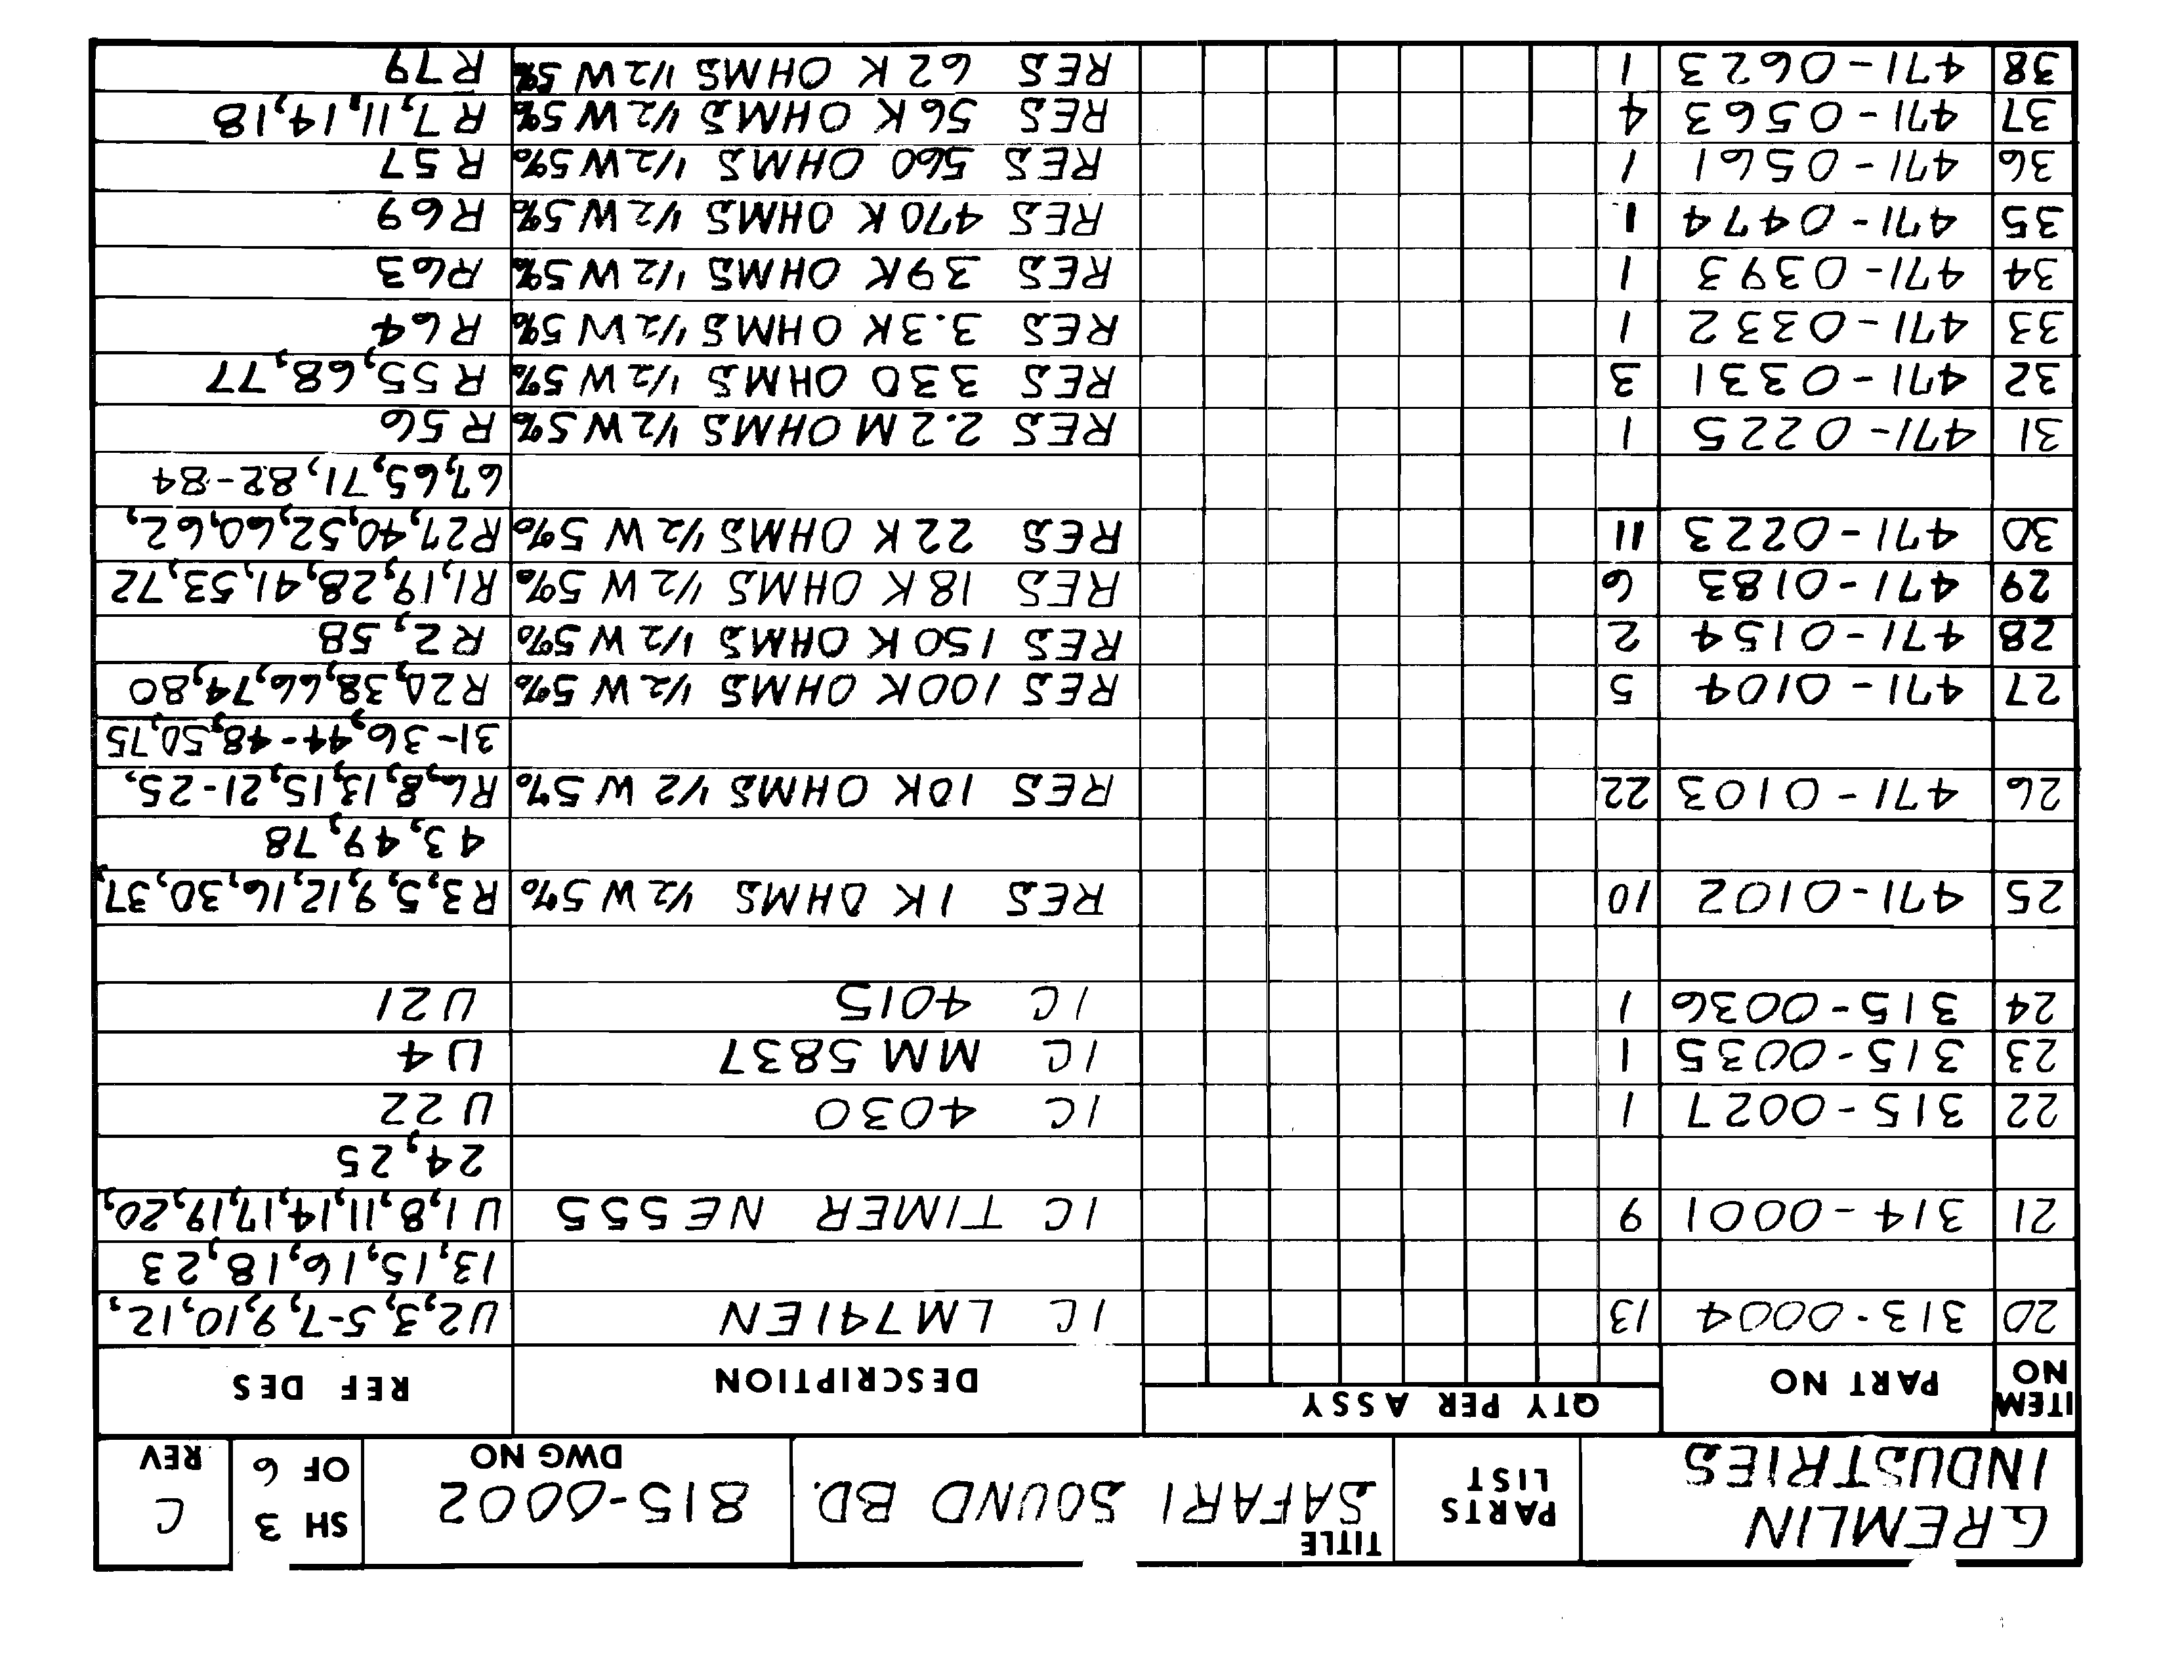 GREMLIN INDUSTRIES
PARTS LIST
TITLE
SAFARI SOUND BD.
815-0002
DWG NO
SH 3 OF 6
C
REV
ITEM NO PART NO QTY PER ASSY DESCRIPTION REF DES
20 313-0004 13 IC LM741EN U2,3,5-7,9,10,12,
13,15,16,18,23
21 314-0001 9 IC TIMER NE555 U1,8,11,14,17,19,20,
24,25
22 315-0027 1 IC 4030 U22
23 315-0035 1 IC MM5837 U4
24 315-0036 1 IC 4015 U21
25 471-0102 10 RES 1K OHMS 1/2W 5% R3,5,9,12,16,30,37,
43,49,78
26 471-0103 22 RES 10K OHMS 1/2 W 5% R6,8,13,15,21-25,
31-36,44-48,50,75
27 471-0104 5 RES 100K OHMS 1/2 W 5% R20,38,66,74,80
28 471-0154 2 RES 150K OHMS 1/2 W 5% R2,58
29 471-0183 6 RES 18K OHMS 1/2 W 5% R1,19,28,41,53,72
30 471-0223 11 RES 22K OHMS 1/2 W 5% R27,40,52,60,62,
67,65,71,82-84
31 471-0225 1 RES 2.2M OHMS 1/2W 5% R56
32 471-0331 3 RES 330 OHMS 1/2W 5% R55,68,77
33 471-0332 1 RES 3.3K OHMS 1/2W 5% R64
34 471-0393 1 RES 39K OHMS 1/2W 5% R63
35 471-0474 1 RES 470K OHMS 1/2W 5% R69
36 471-0561 1 RES 560 OHMS 1/2W 5% R57
37 471-0563 4 RES 56K OHMS 1/2W 5% R7,11,14,18
38 471-0623 1 RES 62K OHMS 1/2W 5% R79